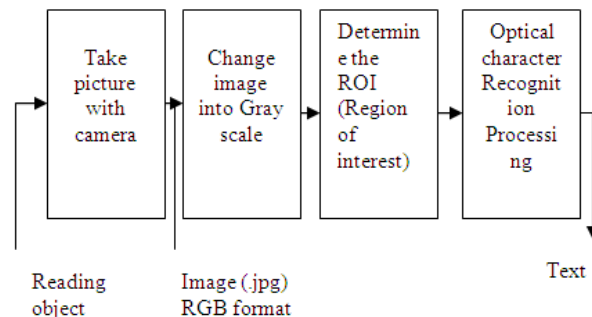 Take
picture
with
camera
Change
image
into Gray
scale
Determin
e the
ROI
(Region
of
interest)
Optical
character
Recognit
ion
Processi
ng
Reading
object
Image (.jpg)
RGB format
Text